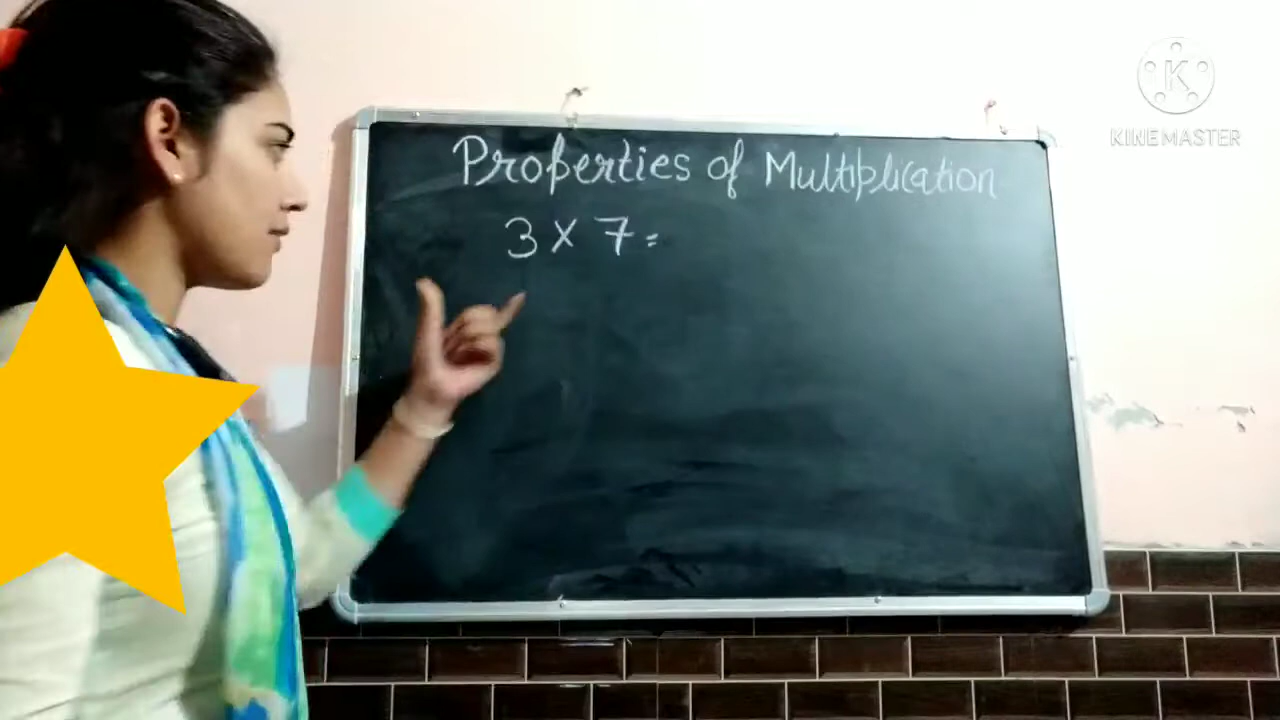 Properties of Multiplication
3 X 7 =
KINEMASTER